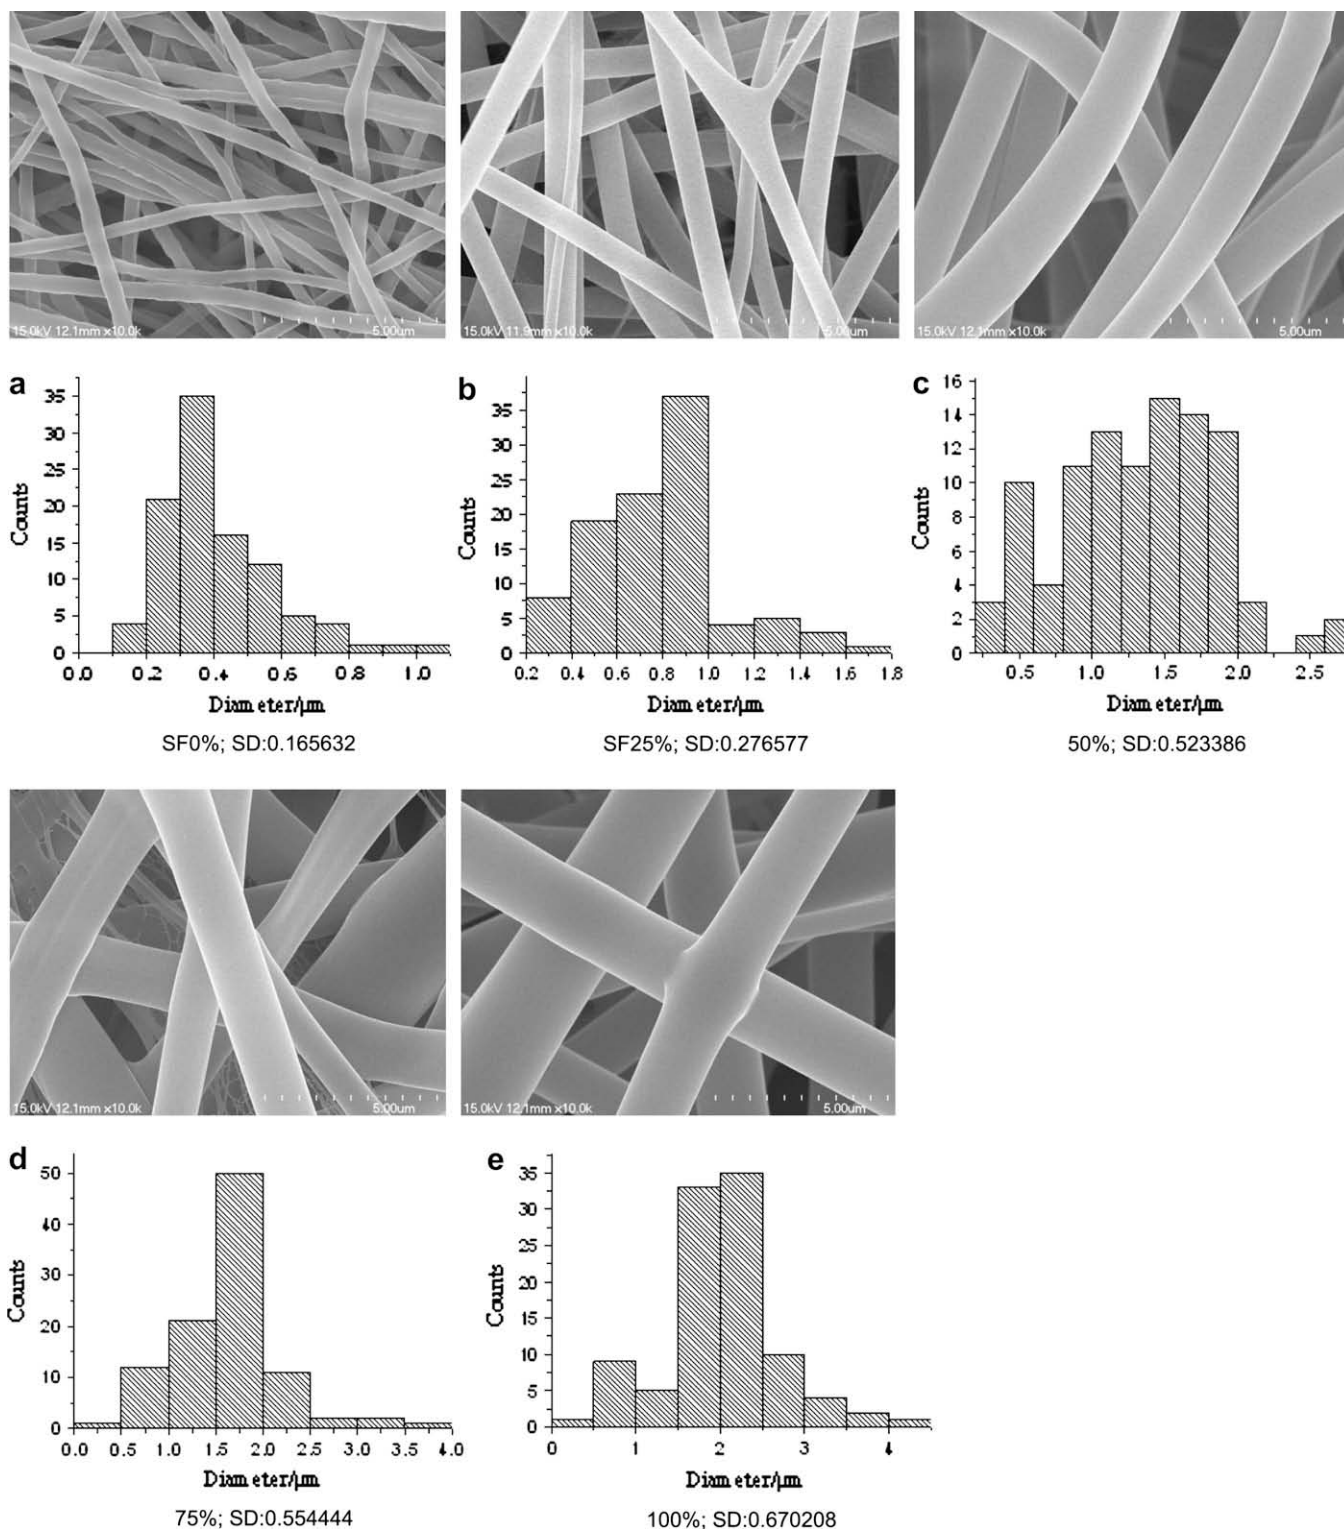 15.0kV 12.1mm x10.0k 5.00um
15.0kV 11.9mm x10.0k 5.00um
15.0kV 12.1mm x10.0k 5.00um
a
35
30
25
20
15
10
5
0
Counts
0.0 0.2 0.4 0.6 0.8 1.0
Diameter/μm
SF0%; SD:0.165632
b
35
30
25
20
15
10
5
0
Counts
0.2 0.4 0.6 0.8 1.0 1.2 1.4 1.6 1.8
Diameter/μm
SF25%; SD:0.276577
c
16
14
12
10
8
6
4
2
0
Counts
0.5 1.0 1.5 2.0 2.5
Diameter/μm
50%; SD:0.523386
15.0kV 12.1mm x10.0k 5.00um
15.0kV 12.1mm x10.0k 5.00um
d
50
40
30
20
10
0
Counts
0.0 0.5 1.0 1.5 2.0 2.5 3.0 3.5 4.0
Diameter/μm
75%; SD:0.554444
e
35
30
25
20
15
10
5
0
Counts
0 1 2 3 4
Diameter/μm
100%; SD:0.670208